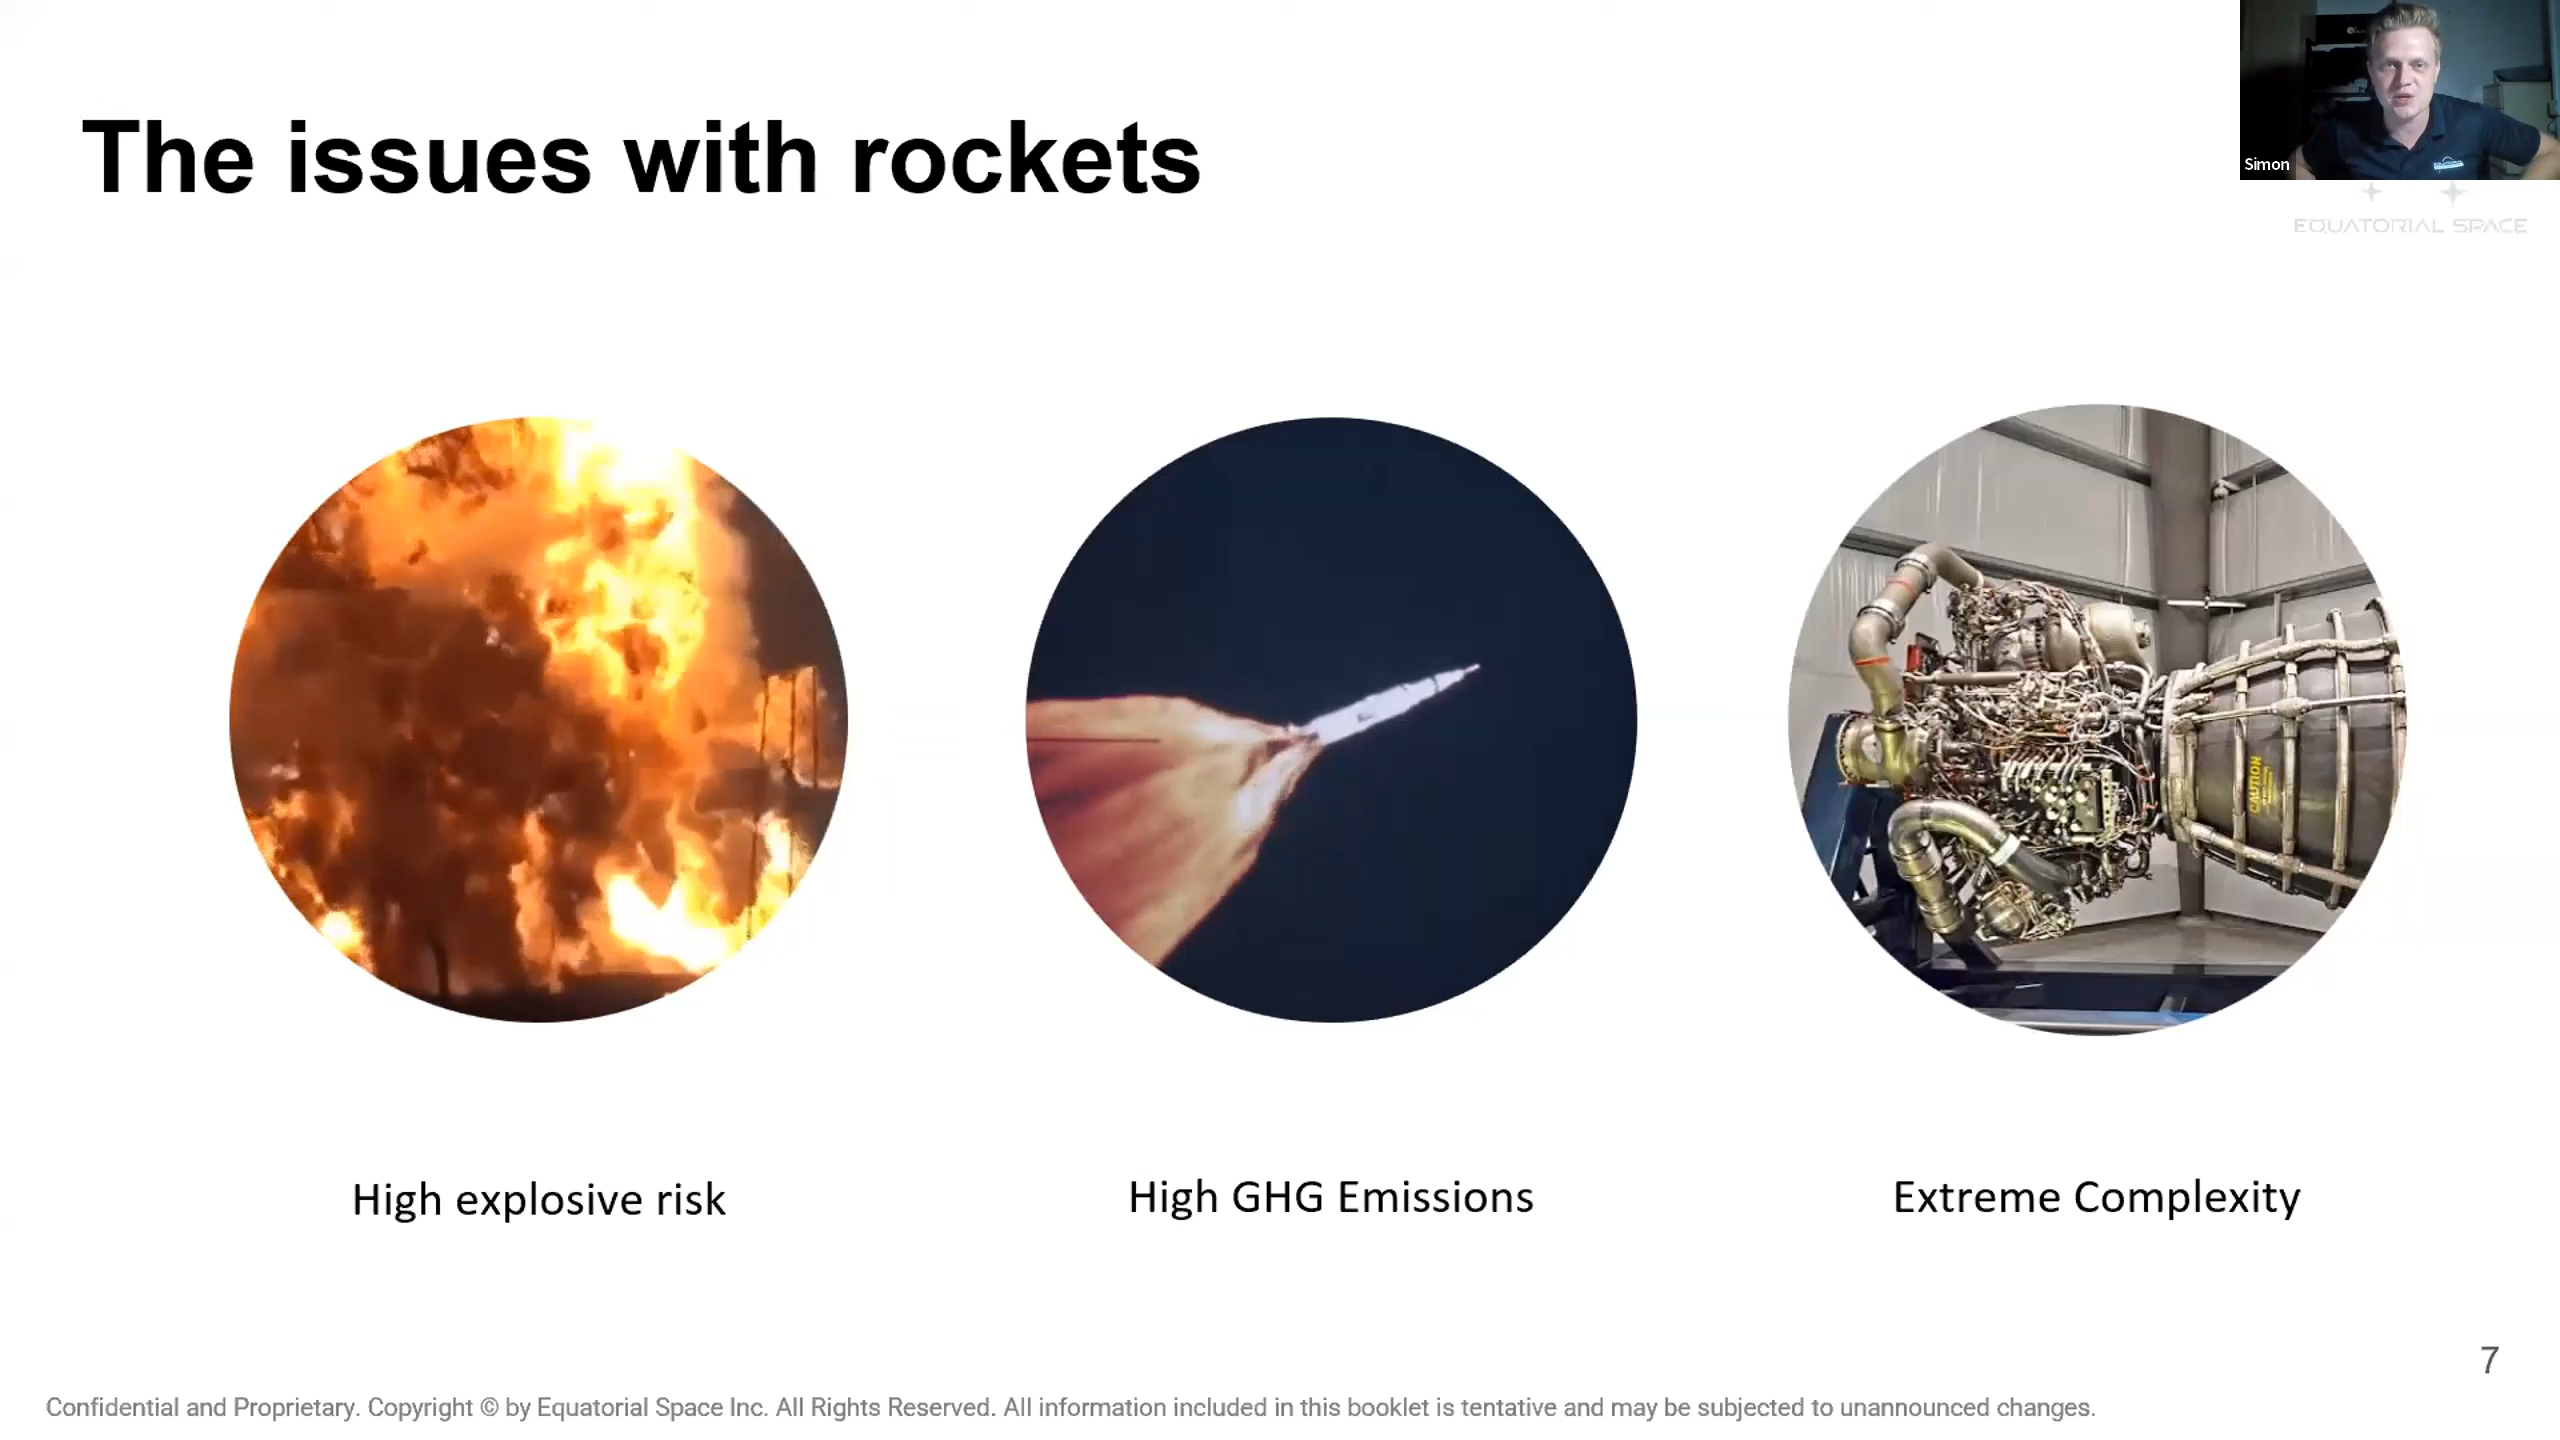 The issues with rockets
Simon
EQUATORIAL SPACE
CAUTION
High explosive risk
High GHG Emissions
Extreme Complexity
7
Confidential and Proprietary. Copyright © by Equatorial Space Inc. All Rights Reserved. All information included in this booklet is tentative and may be subjected to unannounced changes.